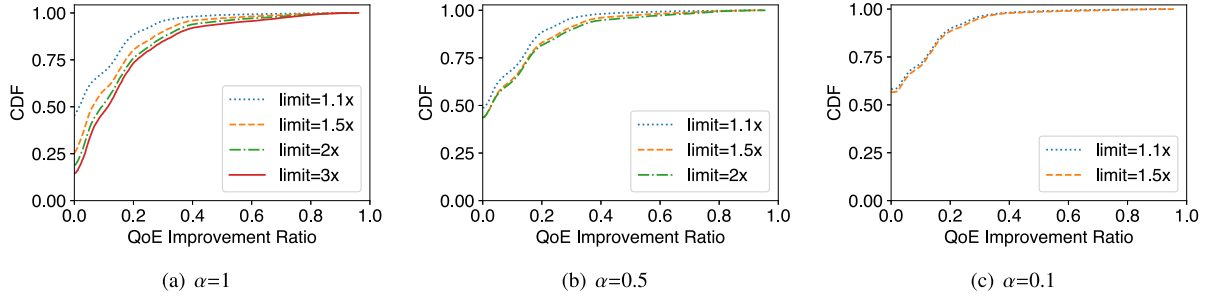 CDF
1.00
0.75
0.50
0.25
0.00
limit=1.1x
limit=1.5x
limit=2x
limit=3x
0.0 0.2 0.4 0.6 0.8 1.0
QoE Improvement Ratio
(a) α=1
CDF
1.00
0.75
0.50
0.25
0.00
limit=1.1x
limit=1.5x
limit=2x
0.0 0.2 0.4 0.6 0.8 1.0
QoE Improvement Ratio
(b) α=0.5
CDF
1.00
0.75
0.50
0.25
0.00
limit=1.1x
limit=1.5x
0.0 0.2 0.4 0.6 0.8 1.0
QoE Improvement Ratio
(c) α=0.1